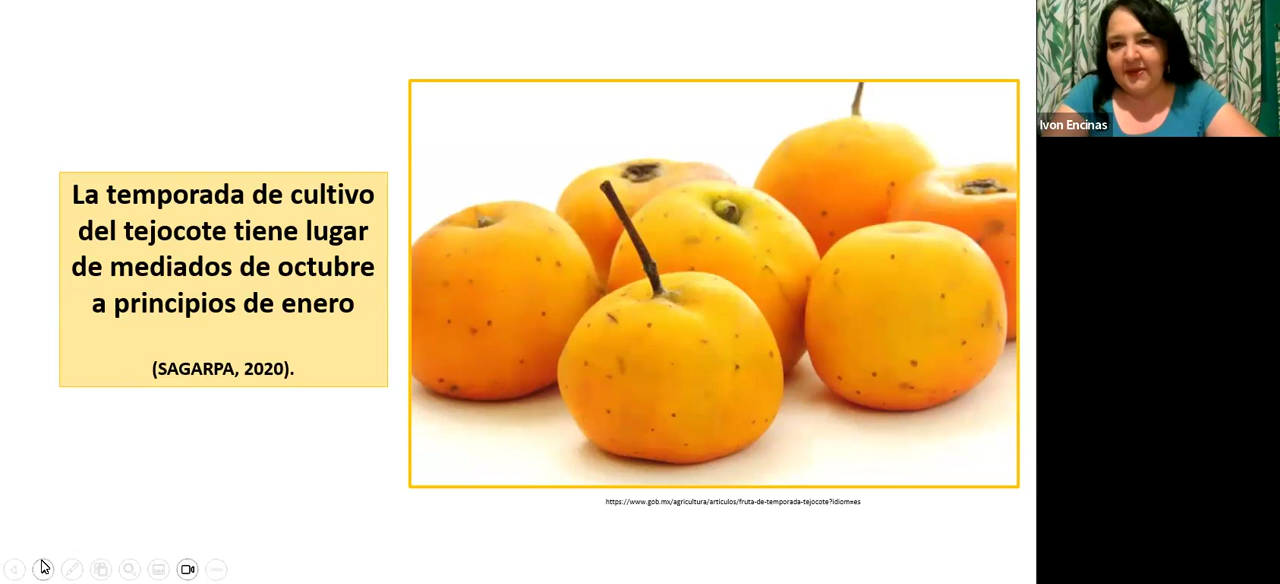 La temporada de cultivo
del tejocote tiene lugar
de mediados de octubre
a principios de enero
(SAGARPA, 2020).
https://www.gob.mx/agricultura/articulos/fruta-de-temporada-tejocote?idiom=es
Ivon Encinas